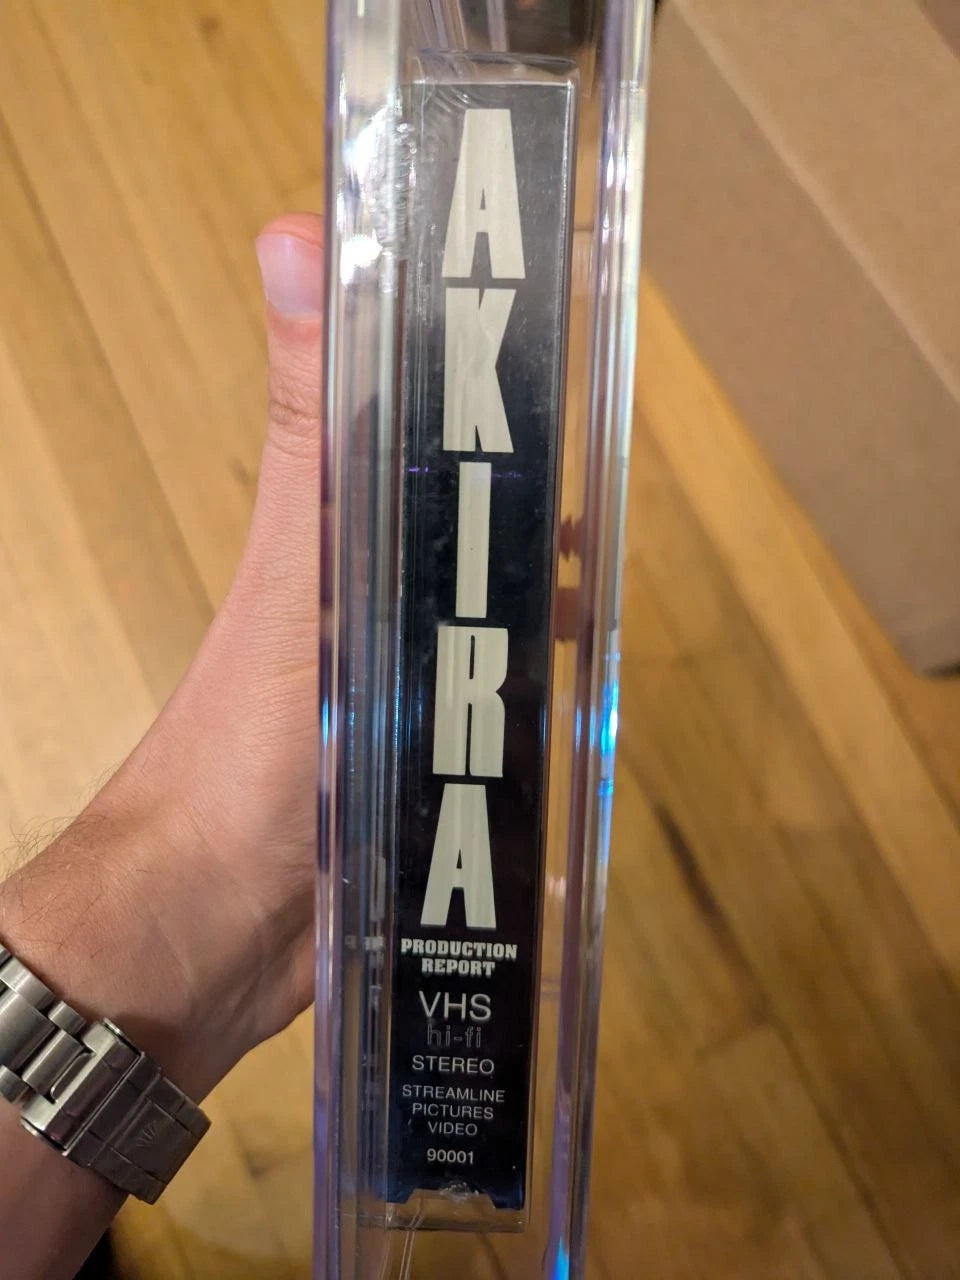 AKIRA
PRODUCTION
REPORT
VHS
hi-fi
STEREO
STREAMLINE
PICTURES
VIDEO
90001